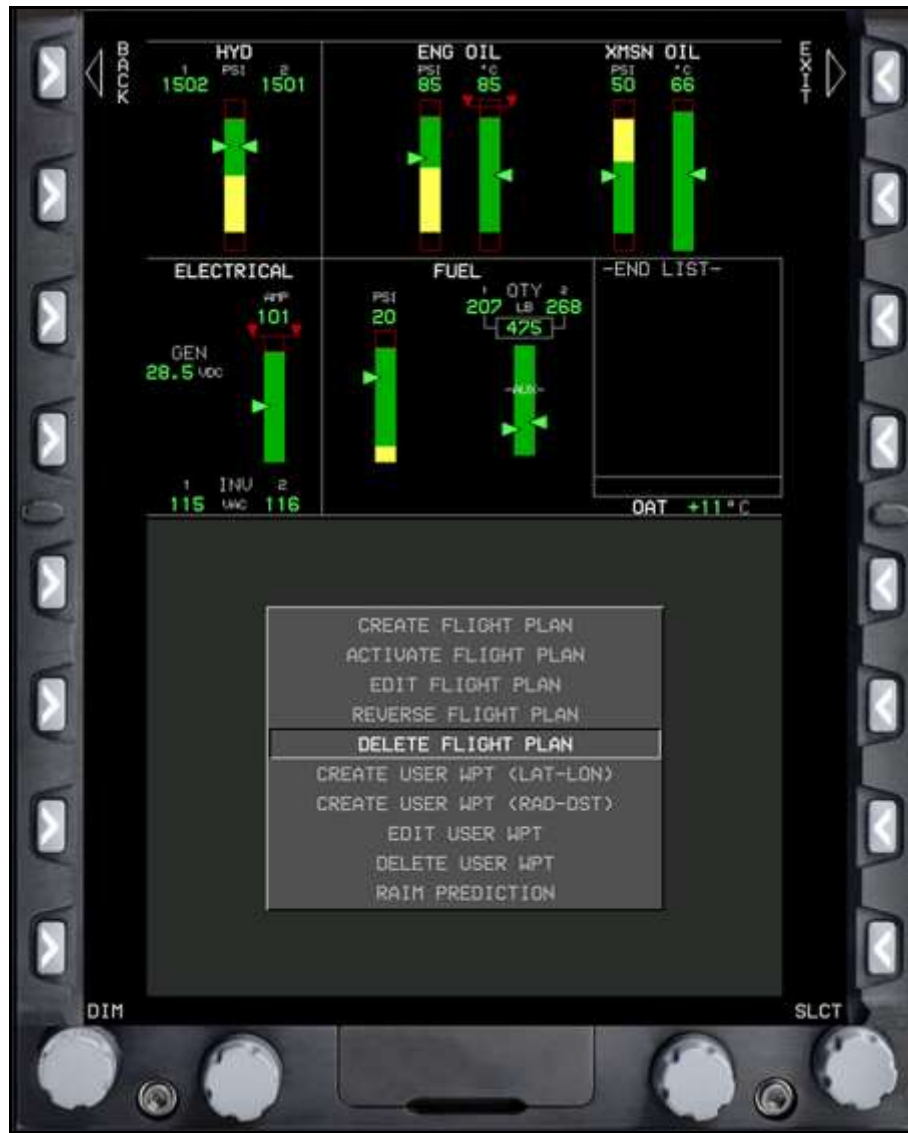 BACK
EXIT
HYD
1 PSI 2
1502 1501
ENG OIL
PSI °C
85 85
XMSN OIL
PSI °C
50 66
ELECTRICAL
AMP
101
GEN
28.5 VDC
1 INV 2
115 VAC 116
FUEL
PSI
20
1 QTY 2
207 LB 268
475
-AUX-
-END LIST-
OAT +11°C
CREATE FLIGHT PLAN
ACTIVATE FLIGHT PLAN
EDIT FLIGHT PLAN
REVERSE FLIGHT PLAN
DELETE FLIGHT PLAN
CREATE USER WPT (LAT-LON)
CREATE USER WPT (RAD-DST)
EDIT USER WPT
DELETE USER WPT
RAIM PREDICTION
DIM
SLCT